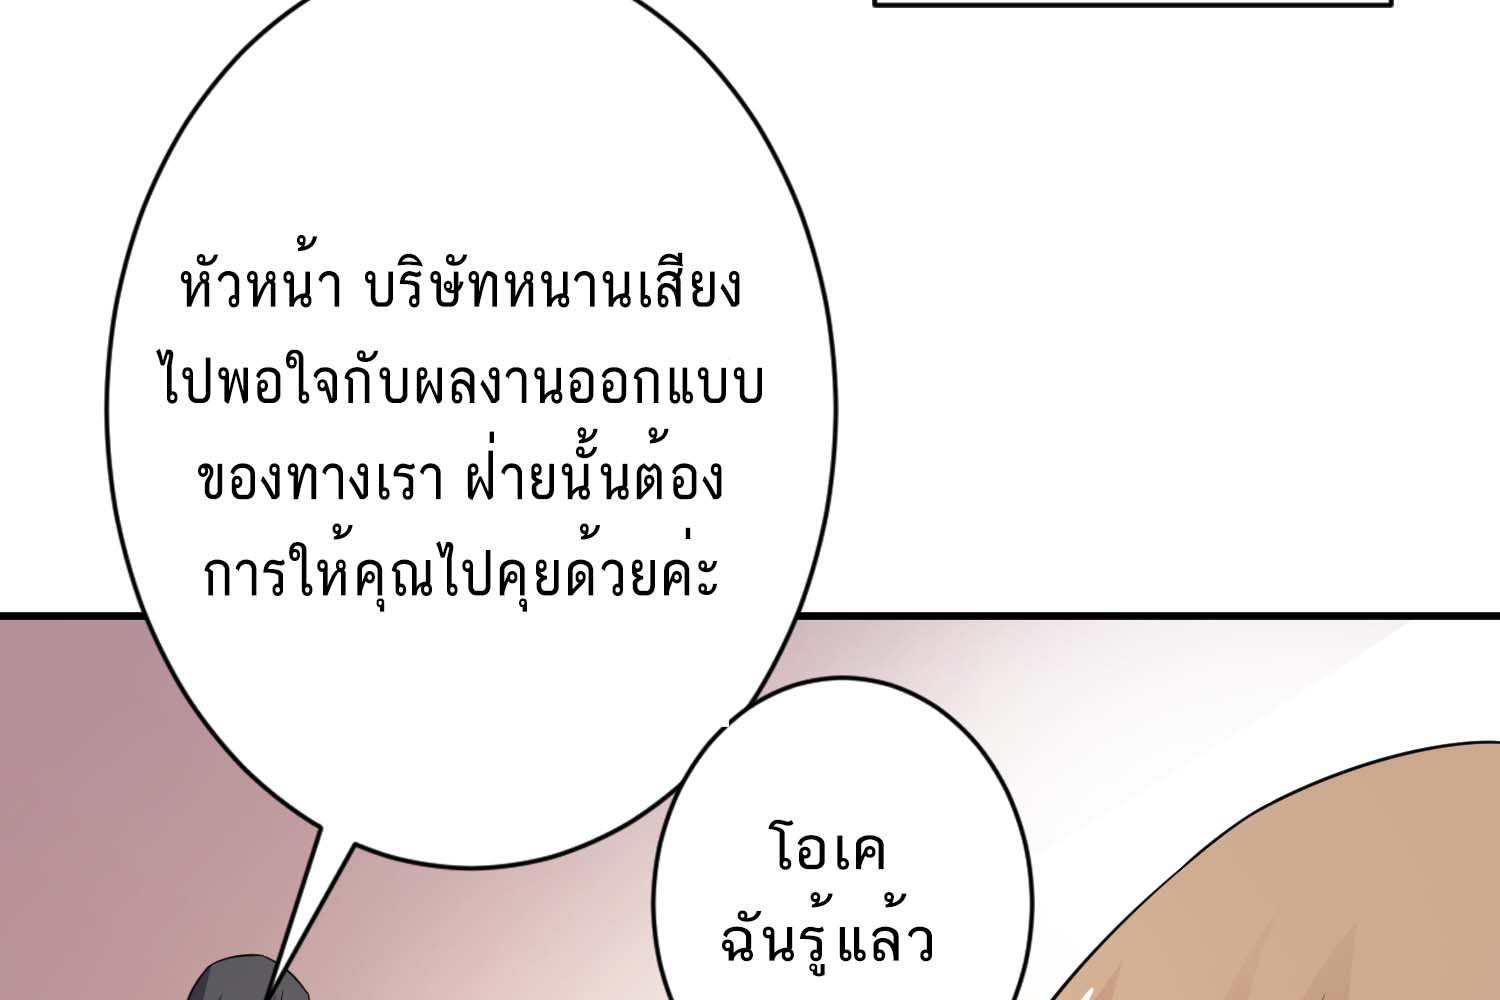 หัวหน้า บริษัทหนานเสียง
ไปพอใจกับผลงานออกแบบ
ของทางเรา ฝ่ายนั้นต้อง
การให้คุณไปคุยด้วยค่ะ
โอเค
ฉันรู้แล้ว